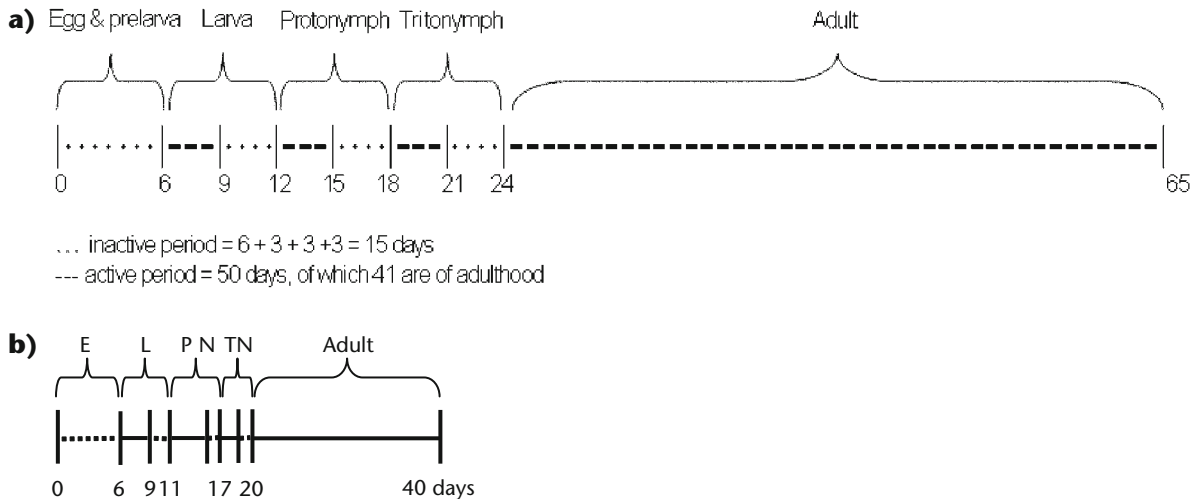 a) Egg & prelarva Larva Protonymph Tritonymph Adult
0 6 9 12 15 18 21 24 65
... inactive period = 6 + 3 + 3 +3 = 15 days
--- active period = 50 days, of which 41 are of adulthood
b) E L P N TN Adult
0 6 9 11 17 20 40 days